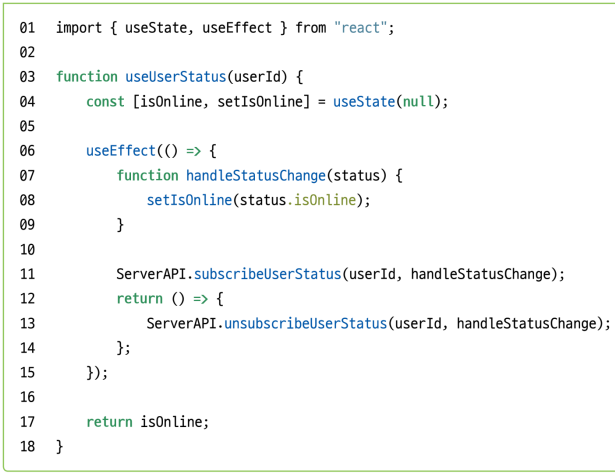 01 import { useState, useEffect } from "react";
02
03 function useUserStatus(userId) {
04     const [isOnline, setIsOnline] = useState(null);
05
06     useEffect(() => {
07         function handleStatusChange(status) {
08             setIsOnline(status.isOnline);
09         }
10
11         ServerAPI.subscribeUserStatus(userId, handleStatusChange);
12         return () => {
13             ServerAPI.unsubscribeUserStatus(userId, handleStatusChange);
14         };
15     });
16
17     return isOnline;
18 }